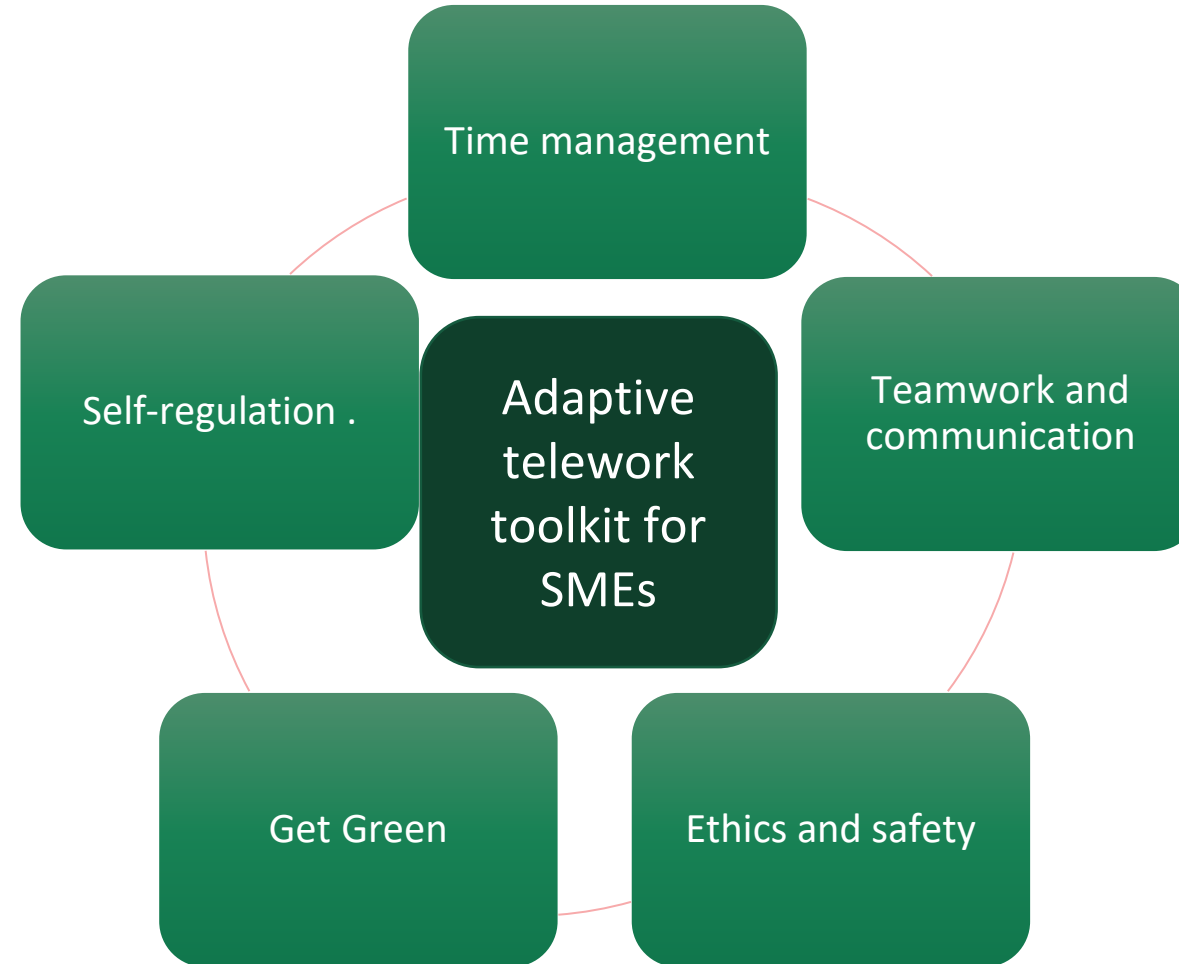 Time management
Self-regulation .
Adaptive
telework
toolkit for
SMEs
Teamwork and
communication
Get Green
Ethics and safety